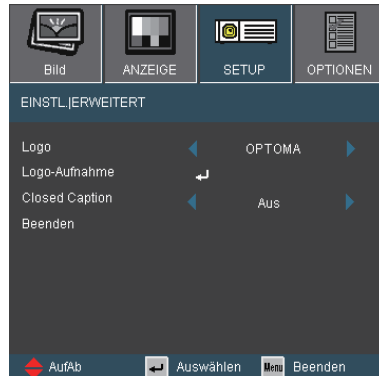 Bild ANZEIGE SETUP OPTIONEN
EINSTL.|ERWEITERT
Logo OPTOMA
Logo-Aufnahme
Closed Caption Aus
Beenden
AufAb Auswählen Menu Beenden